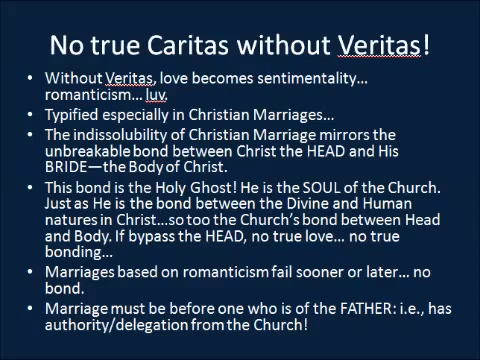 No true Caritas without Veritas!
• Without Veritas, love becomes sentimentality…
romanticism… luv.
• Typified especially in Christian Marriages…
• The indissolubility of Christian Marriage mirrors the
unbreakable bond between Christ the HEAD and His
BRIDE—the Body of Christ.
• This bond is the Holy Ghost! He is the SOUL of the Church.
Just as He is the bond between the Divine and Human
natures in Christ…so too the Church's bond between Head
and Body. If bypass the HEAD, no true love… no true
bonding…
• Marriages based on romanticism fail sooner or later… no
bond.
• Marriage must be before one who is of the FATHER: i.e., has
authority/delegation from the Church!